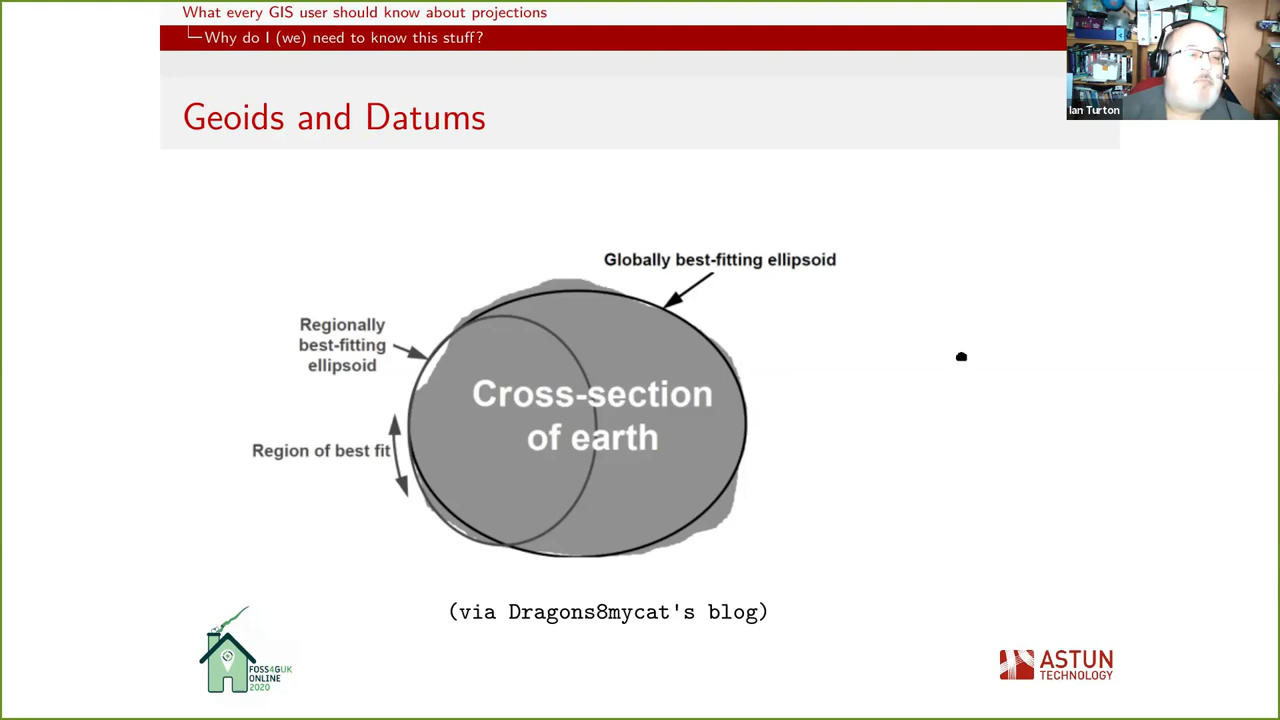 What every GIS user should know about projections
Why do I (we) need to know this stuff?
Ian Turton
Geoids and Datums
Globally best-fitting ellipsoid
Regionally
best-fitting
ellipsoid
Cross-section
of earth
Region of best fit
(via Dragons8mycat's blog)
FOSS4GUK
ONLINE
2020
ASTUN
TECHNOLOGY